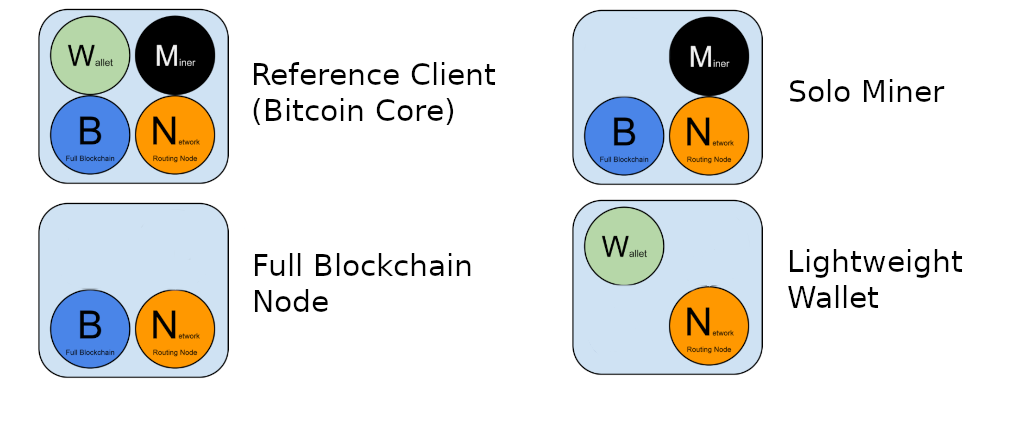 Wallet Miner
B Network
Full Blockchain Routing Node
Reference Client
(Bitcoin Core)
Miner
B Network
Full Blockchain Routing Node
Solo Miner
B Network
Full Blockchain Routing Node
Full Blockchain
Node
Wallet
Network
Routing Node
Lightweight
Wallet